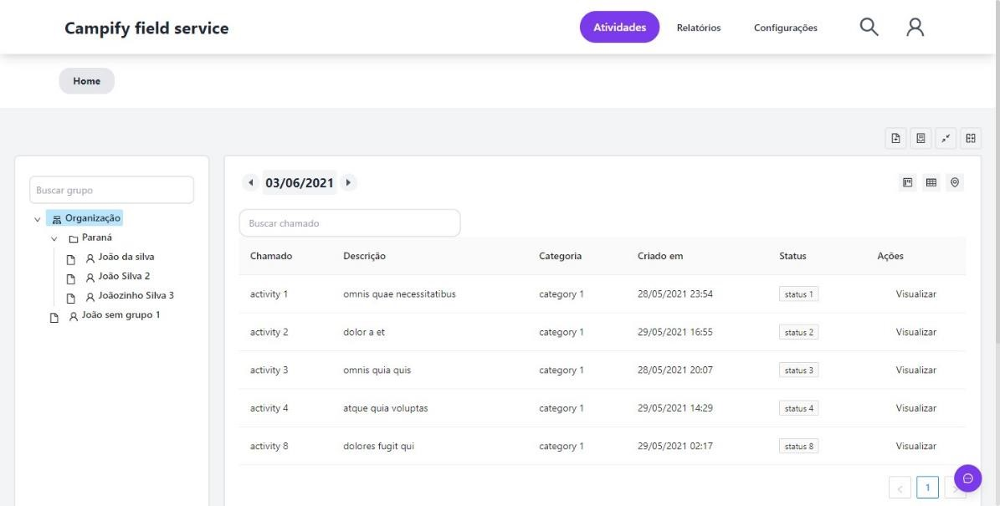 Campify field service
Atividades
Relatórios
Configurações
Home
Buscar grupo
Organização
Paraná
João da silva
João Silva 2
Joãozinho Silva 3
João sem grupo 1
03/06/2021
Buscar chamado
Chamado Descrição Categoria Criado em Status Ações
activity 1 omnis quae necessitatibus category 1 28/05/2021 23:54 status 1 Visualizar
activity 2 dolor a et category 1 29/05/2021 16:55 status 2 Visualizar
activity 3 omnis quia quis category 1 28/05/2021 20:07 status 3 Visualizar
activity 4 atque quia voluptas category 1 29/05/2021 14:29 status 4 Visualizar
activity 8 dolores fugit qui category 1 29/05/2021 02:17 status 8 Visualizar
1